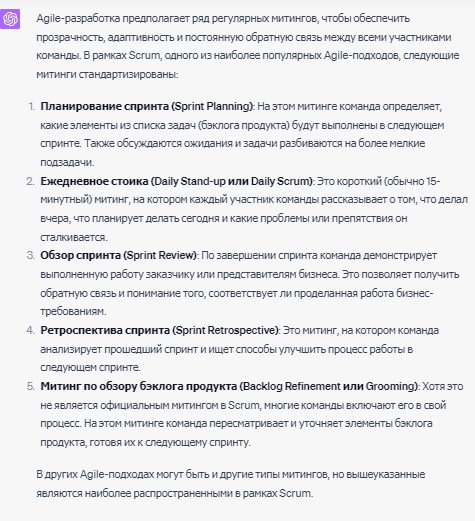 Agile-разработка предполагает ряд регулярных митингов, чтобы обеспечить
прозрачность, адаптивность и постоянную обратную связь между всеми участниками
команды. В рамках Scrum, одного из наиболее популярных Agile-подходов, следующие
митинги стандартизированы:
1. Планирование спринта (Sprint Planning): На этом митинге команда определяет,
какие элементы из списка задач (бэклога продукта) будут выполнены в следующем
спринте. Также обсуждаются ожидания и задачи разбиваются на более мелкие
подзадачи.
2. Ежедневное стоика (Daily Stand-up или Daily Scrum): Это короткий (обычно 15-
минутный) митинг, на котором каждый участник команды рассказывает о том, что делал
вчера, что планирует делать сегодня и какие проблемы или препятствия он
сталкивается.
3. Обзор спринта (Sprint Review): По завершении спринта команда демонстрирует
выполненную работу заказчику или представителям бизнеса. Это позволяет получить
обратную связь и понимание того, соответствует ли проделанная работа бизнес-
требованиям.
4. Ретроспектива спринта (Sprint Retrospective): Это митинг, на котором команда
анализирует прошедший спринт и ищет способы улучшить процесс работы в
следующем спринте.
5. Митинг по обзору бэклога продукта (Backlog Refinement или Grooming): Хотя это
не является официальным митингом в Scrum, многие команды включают его в свой
процесс. На этом митинге команда пересматривает и уточняет элементы бэклога
продукта, готовя их к следующему спринту.
В других Agile-подходах могут быть и другие типы митингов, но вышеуказанные
являются наиболее распространенными в рамках Scrum.